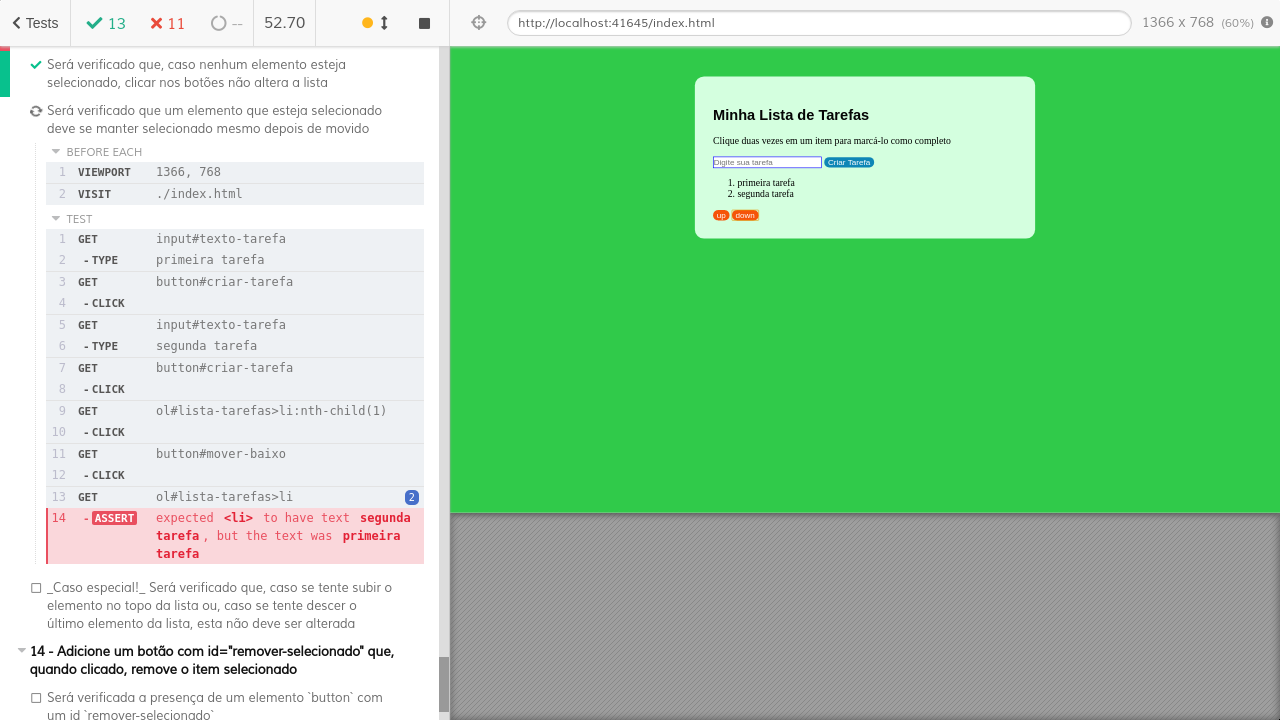 Tests
13
11
--
52.70
http://localhost:41645/index.html
1366 x 768 (60%)
Será verificado que, caso nenhum elemento esteja
selecionado, clicar nos botões não altera a lista
Será verificado que um elemento que esteja selecionado
deve se manter selecionado mesmo depois de movido
BEFORE EACH
1 VIEWPORT 1366, 768
2 VISIT ./index.html
TEST
1 GET input#texto-tarefa
2 -TYPE primeira tarefa
3 GET button#criar-tarefa
4 -CLICK
5 GET input#texto-tarefa
6 -TYPE segunda tarefa
7 GET button#criar-tarefa
8 -CLICK
9 GET ol#lista-tarefas>li:nth-child(1)
10 -CLICK
11 GET button#mover-baixo
12 -CLICK
13 GET ol#lista-tarefas>li 2
14 -ASSERT expected <li> to have text segunda
tarefa, but the text was primeira
tarefa
_Caso especial!_ Será verificado que, caso se tente subir o
elemento no topo da lista ou, caso se tente descer o
último elemento da lista, esta não deve ser alterada
14 - Adicione um botão com id="remover-selecionado" que,
quando clicado, remove o item selecionado
Será verificada a presença de um elemento `button` com
um id `remover-selecionado`
Minha Lista de Tarefas
Clique duas vezes em um item para marcá-lo como completo
Digite sua tarefa Criar Tarefa
1. primeira tarefa
2. segunda tarefa
up down